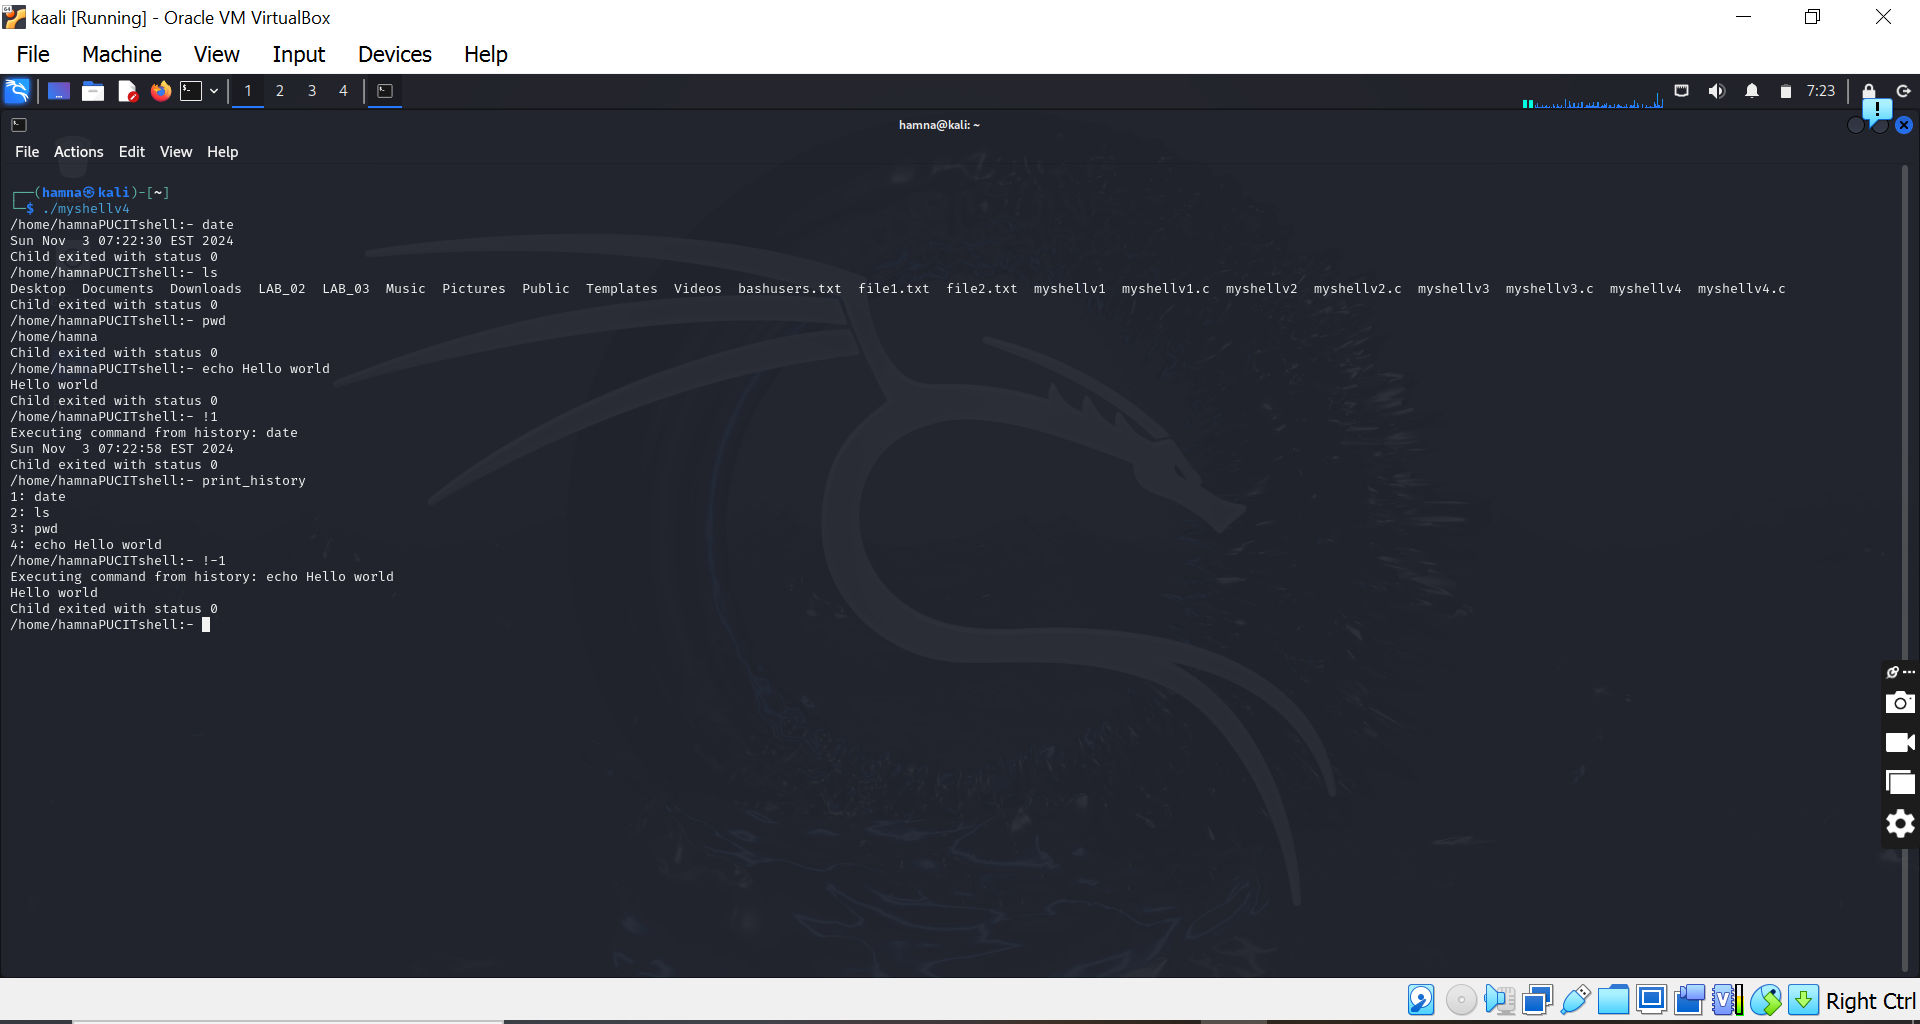 kaali [Running] - Oracle VM VirtualBox
File Machine View Input Devices Help
1 2 3 4 7:23
hamna@kali: ~
File Actions Edit View Help
┌──(hamna㉿kali)-[~]
└─$ ./myshellv4
/home/hamnaPUCITshell:- date
Sun Nov  3 07:22:30 EST 2024
Child exited with status 0
/home/hamnaPUCITshell:- ls
Desktop  Documents  Downloads  LAB_02  LAB_03  Music  Pictures  Public  Templates  Videos  bashusers.txt  file1.txt  file2.txt  myshellv1  myshellv1.c  myshellv2  myshellv2.c  myshellv3  myshellv3.c  myshellv4  myshellv4.c
Child exited with status 0
/home/hamnaPUCITshell:- pwd
/home/hamna
Child exited with status 0
/home/hamnaPUCITshell:- echo Hello world
Hello world
Child exited with status 0
/home/hamnaPUCITshell:- !1
Executing command from history: date
Sun Nov  3 07:22:58 EST 2024
Child exited with status 0
/home/hamnaPUCITshell:- print_history
1: date
2: ls
3: pwd
4: echo Hello world
/home/hamnaPUCITshell:- !-1
Executing command from history: echo Hello world
Hello world
Child exited with status 0
/home/hamnaPUCITshell:-
Right Ctrl